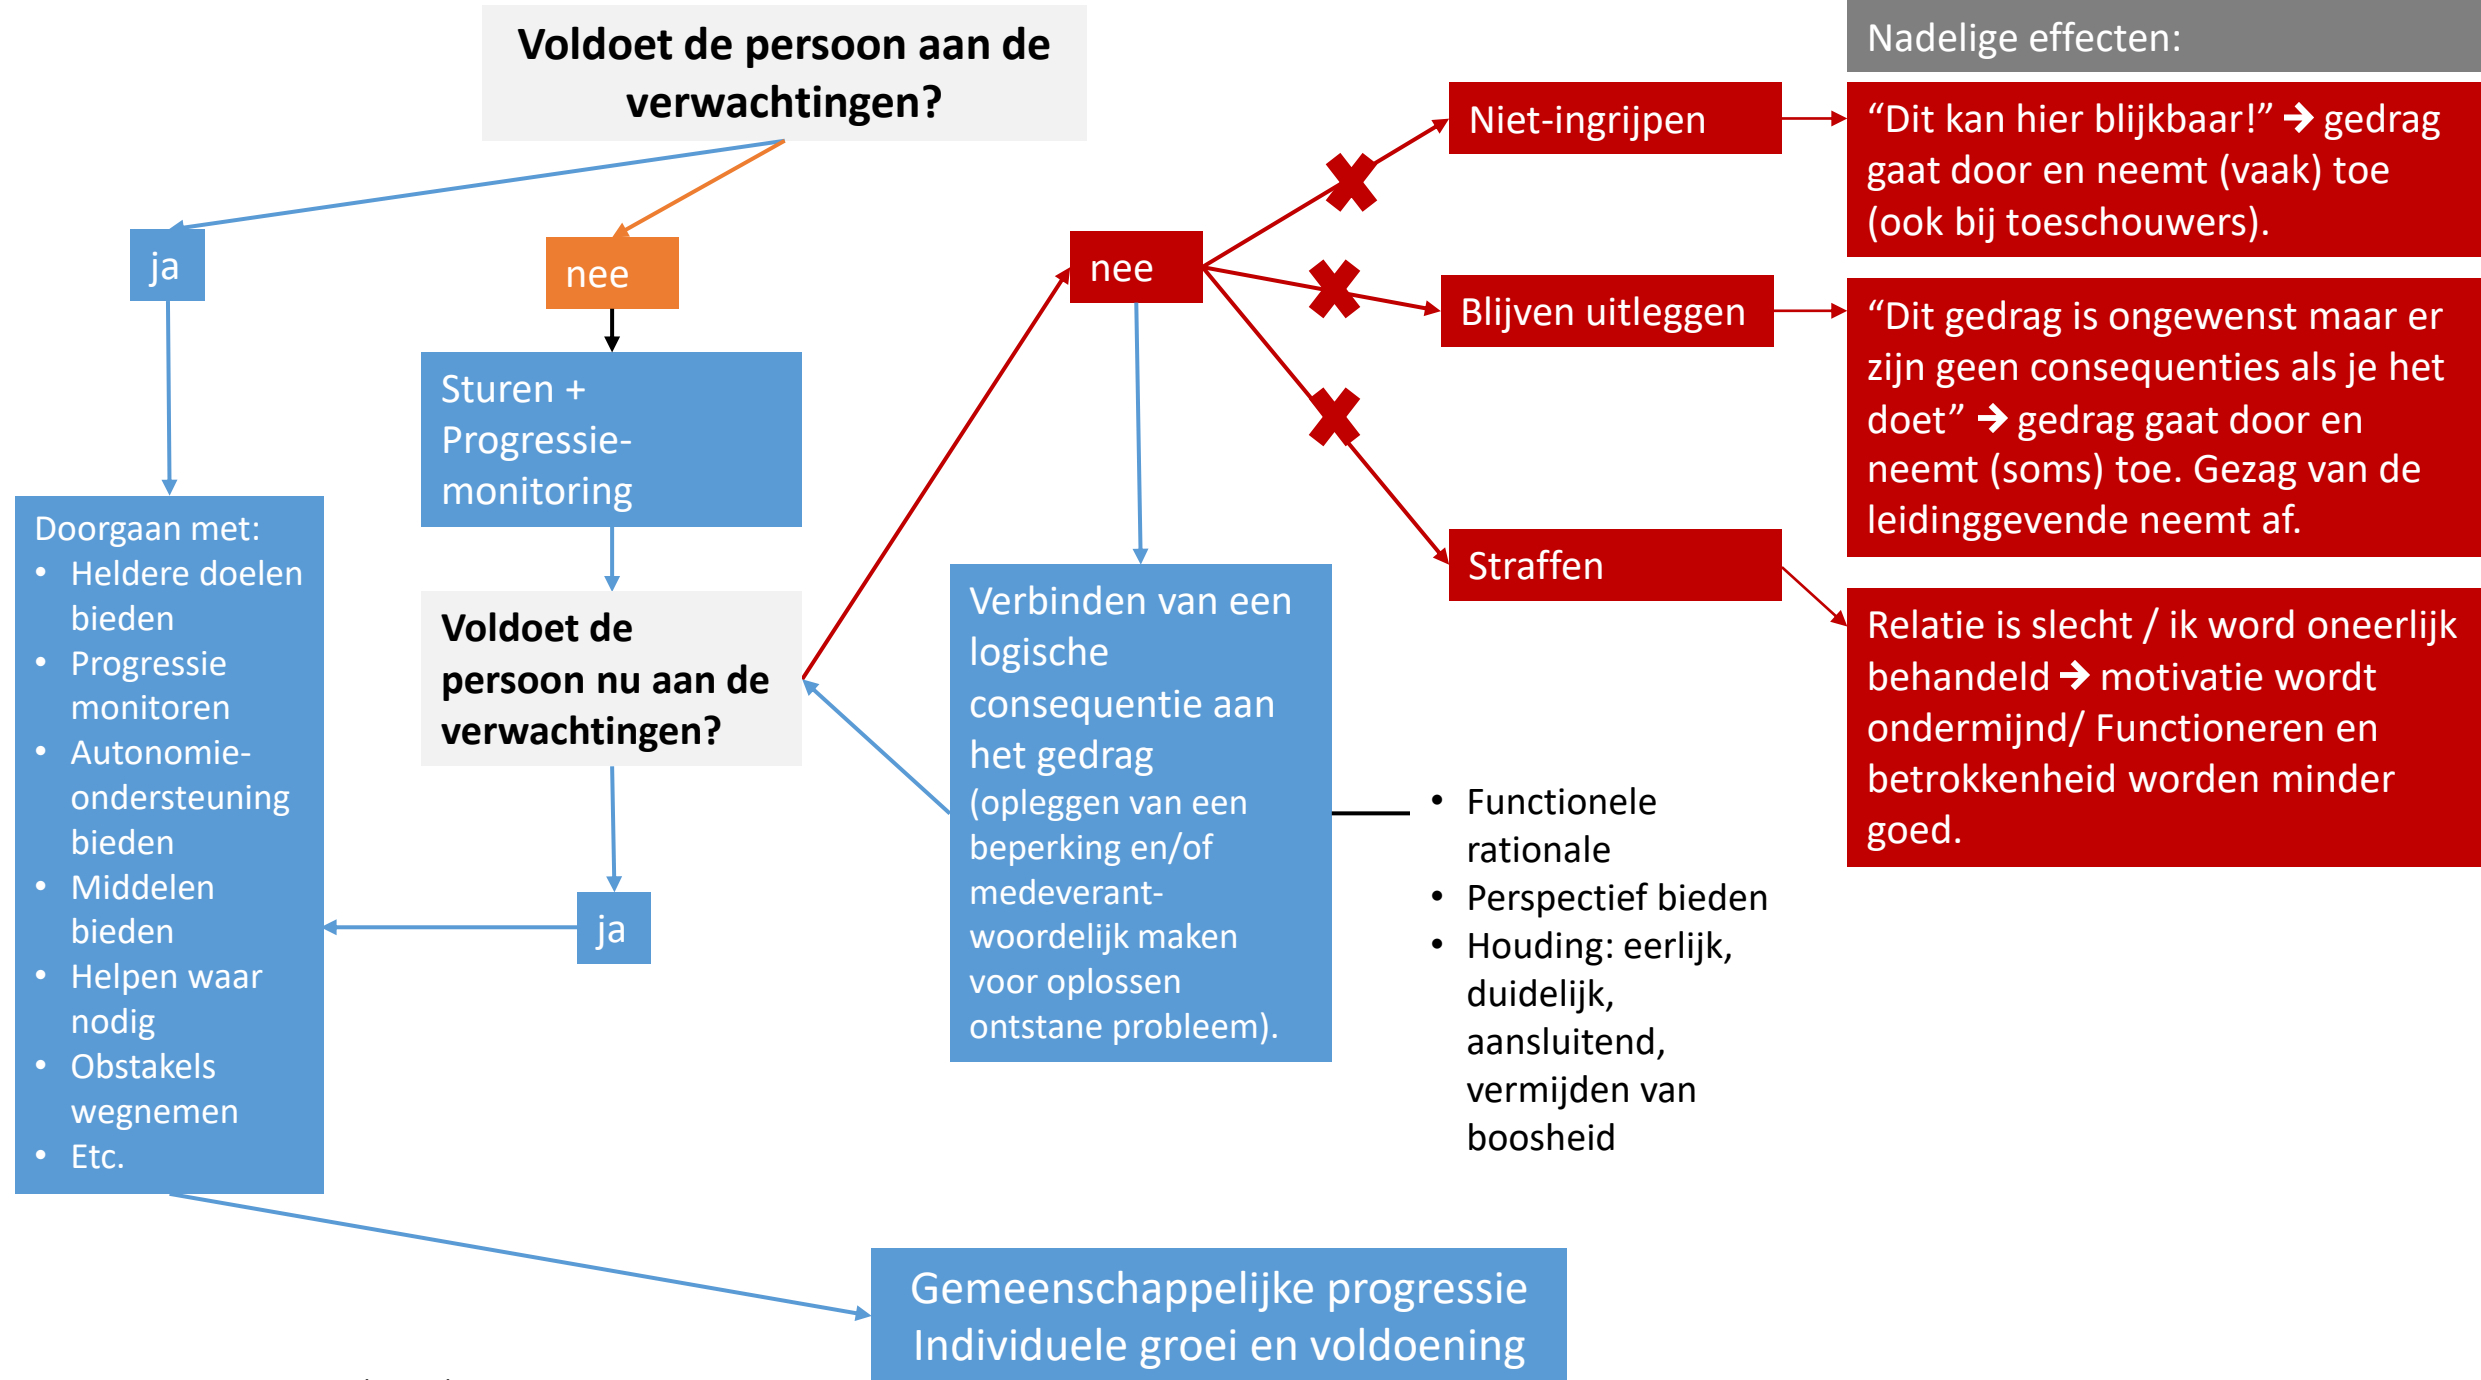 Voldoet de persoon aan de
verwachtingen?
ja
nee
Sturen +
Progressie-
monitoring
Voldoet de
persoon nu aan de
verwachtingen?
ja
Doorgaan met:
• Heldere doelen
bieden
• Progressie
monitoren
• Autonomie-
ondersteuning
bieden
• Middelen
bieden
• Helpen waar
nodig
• Obstakels
wegnemen
• Etc.
nee
Verbinden van een
logische
consequentie aan
het gedrag
(opleggen van een
beperking en/of
medeverant-
woordelijk maken
voor oplossen
ontstane probleem).
• Functionele
rationale
• Perspectief bieden
• Houding: eerlijk,
duidelijk,
aansluitend,
vermijden van
boosheid
Niet-ingrijpen
Blijven uitleggen
Straffen
Nadelige effecten:
“Dit kan hier blijkbaar!” → gedrag
gaat door en neemt (vaak) toe
(ook bij toeschouwers).
“Dit gedrag is ongewenst maar er
zijn geen consequenties als je het
doet” → gedrag gaat door en
neemt (soms) toe. Gezag van de
leidinggevende neemt af.
Relatie is slecht / ik word oneerlijk
behandeld → motivatie wordt
ondermijnd/ Functioneren en
betrokkenheid worden minder
goed.
Gemeenschappelijke progressie
Individuele groei en voldoening